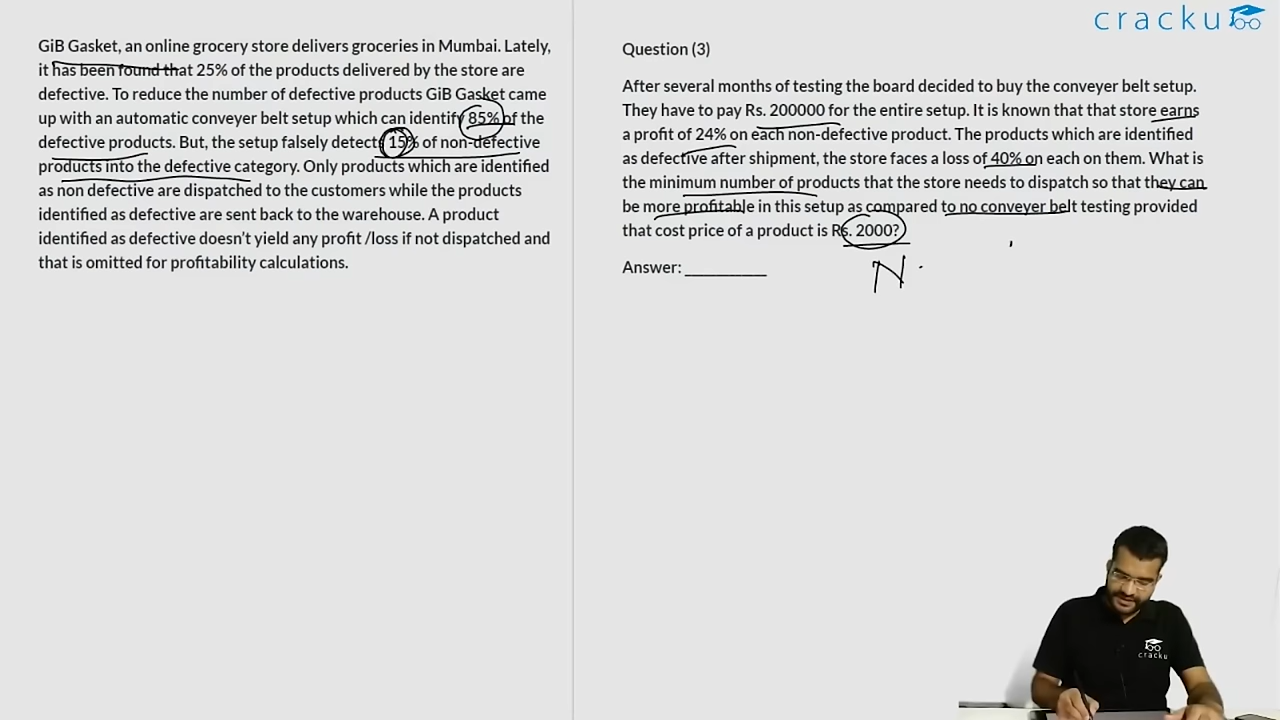 cracku
GiB Gasket, an online grocery store delivers groceries in Mumbai. Lately,
it has been found that 25% of the products delivered by the store are
defective. To reduce the number of defective products GiB Gasket came
up with an automatic conveyer belt setup which can identify 85% of the
defective products. But, the setup falsely detects 15% of non-defective
products into the defective category. Only products which are identified
as non defective are dispatched to the customers while the products
identified as defective are sent back to the warehouse. A product
identified as defective doesn't yield any profit /loss if not dispatched and
that is omitted for profitability calculations.
Question (3)
After several months of testing the board decided to buy the conveyer belt setup.
They have to pay Rs. 200000 for the entire setup. It is known that that store earns
a profit of 24% on each non-defective product. The products which are identified
as defective after shipment, the store faces a loss of 40% on each on them. What is
the minimum number of products that the store needs to dispatch so that they can
be more profitable in this setup as compared to no conveyer belt testing provided
that cost price of a product is Rs. 2000?
Answer: ___________
N
cracku